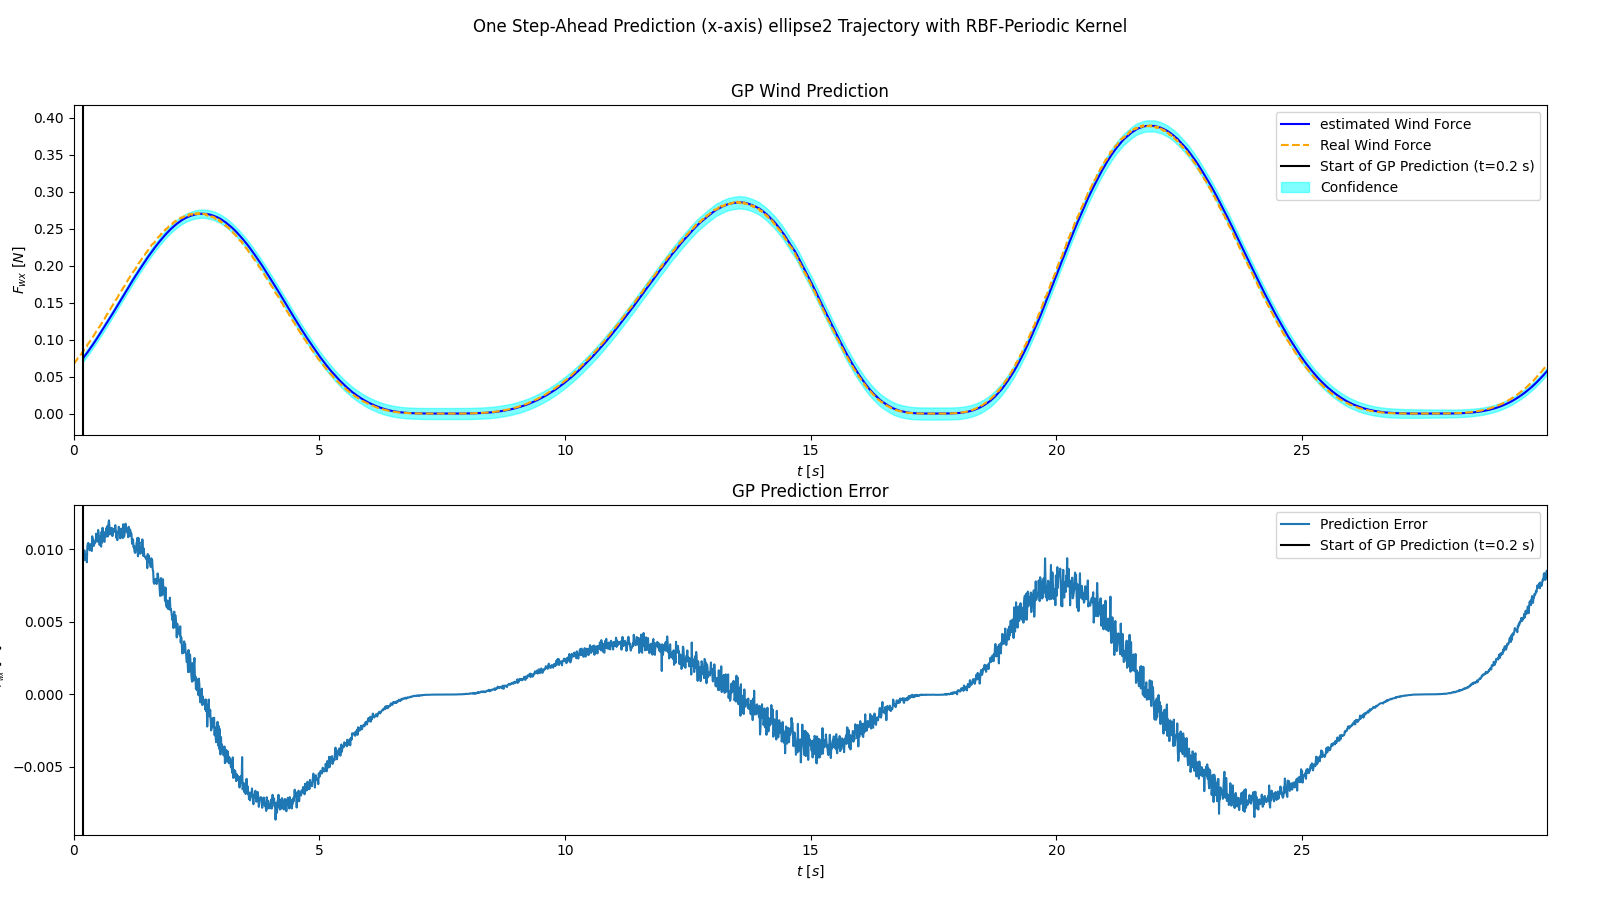 One Step-Ahead Prediction (x-axis) ellipse2 Trajectory with RBF-Periodic Kernel
GP Wind Prediction
0.40
0.35
0.30
0.25
0.20
0.15
0.10
0.05
0.00
F_wx [N]
estimated Wind Force
Real Wind Force
Start of GP Prediction (t=0.2 s)
Confidence
0 5 10 15 20 25
t [s]
GP Prediction Error
0.010
0.005
0.000
−0.005
Prediction Error
Start of GP Prediction (t=0.2 s)
0 5 10 15 20 25
t [s]